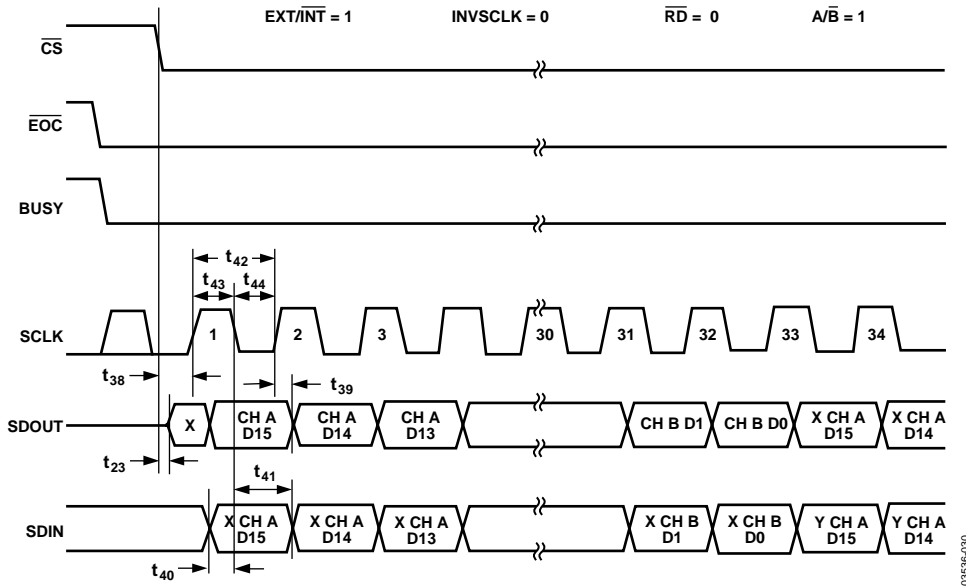 EXT/INT = 1 INVSCLK = 0 RD = 0 A/B = 1
CS
EOC
BUSY
t42
t43 t44
SCLK 1 2 3 30 31 32 33 34
t38
t39
SDOUT X CH A D15 CH A D14 CH A D13 CH B D1 CH B D0 X CH A D15 X CH A D14
t23
t41
SDIN X CH A D15 X CH A D14 X CH A D13 X CH B D1 X CH B D0 Y CH A D15 Y CH A D14
t40
03536-030